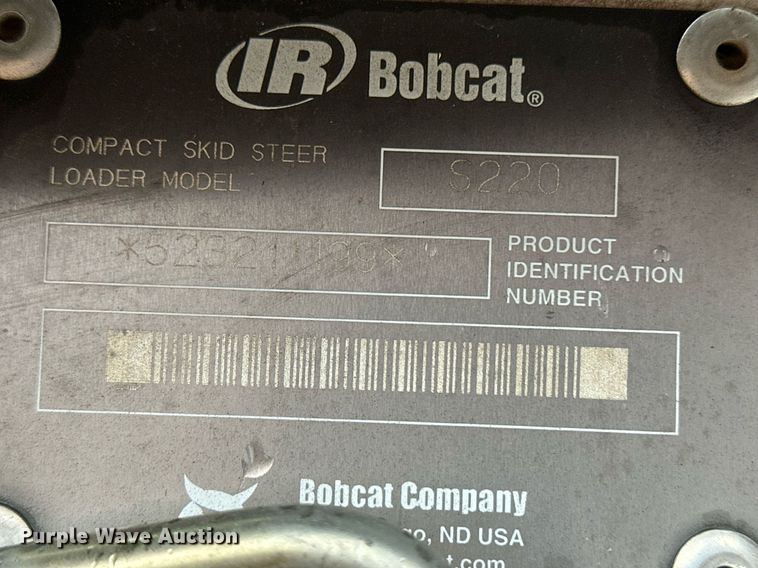 IR Bobcat®
COMPACT SKID STEER
LOADER MODEL
S220
PRODUCT
IDENTIFICATION
NUMBER
Bobcat Company
ND USA
Purple Wave Auction